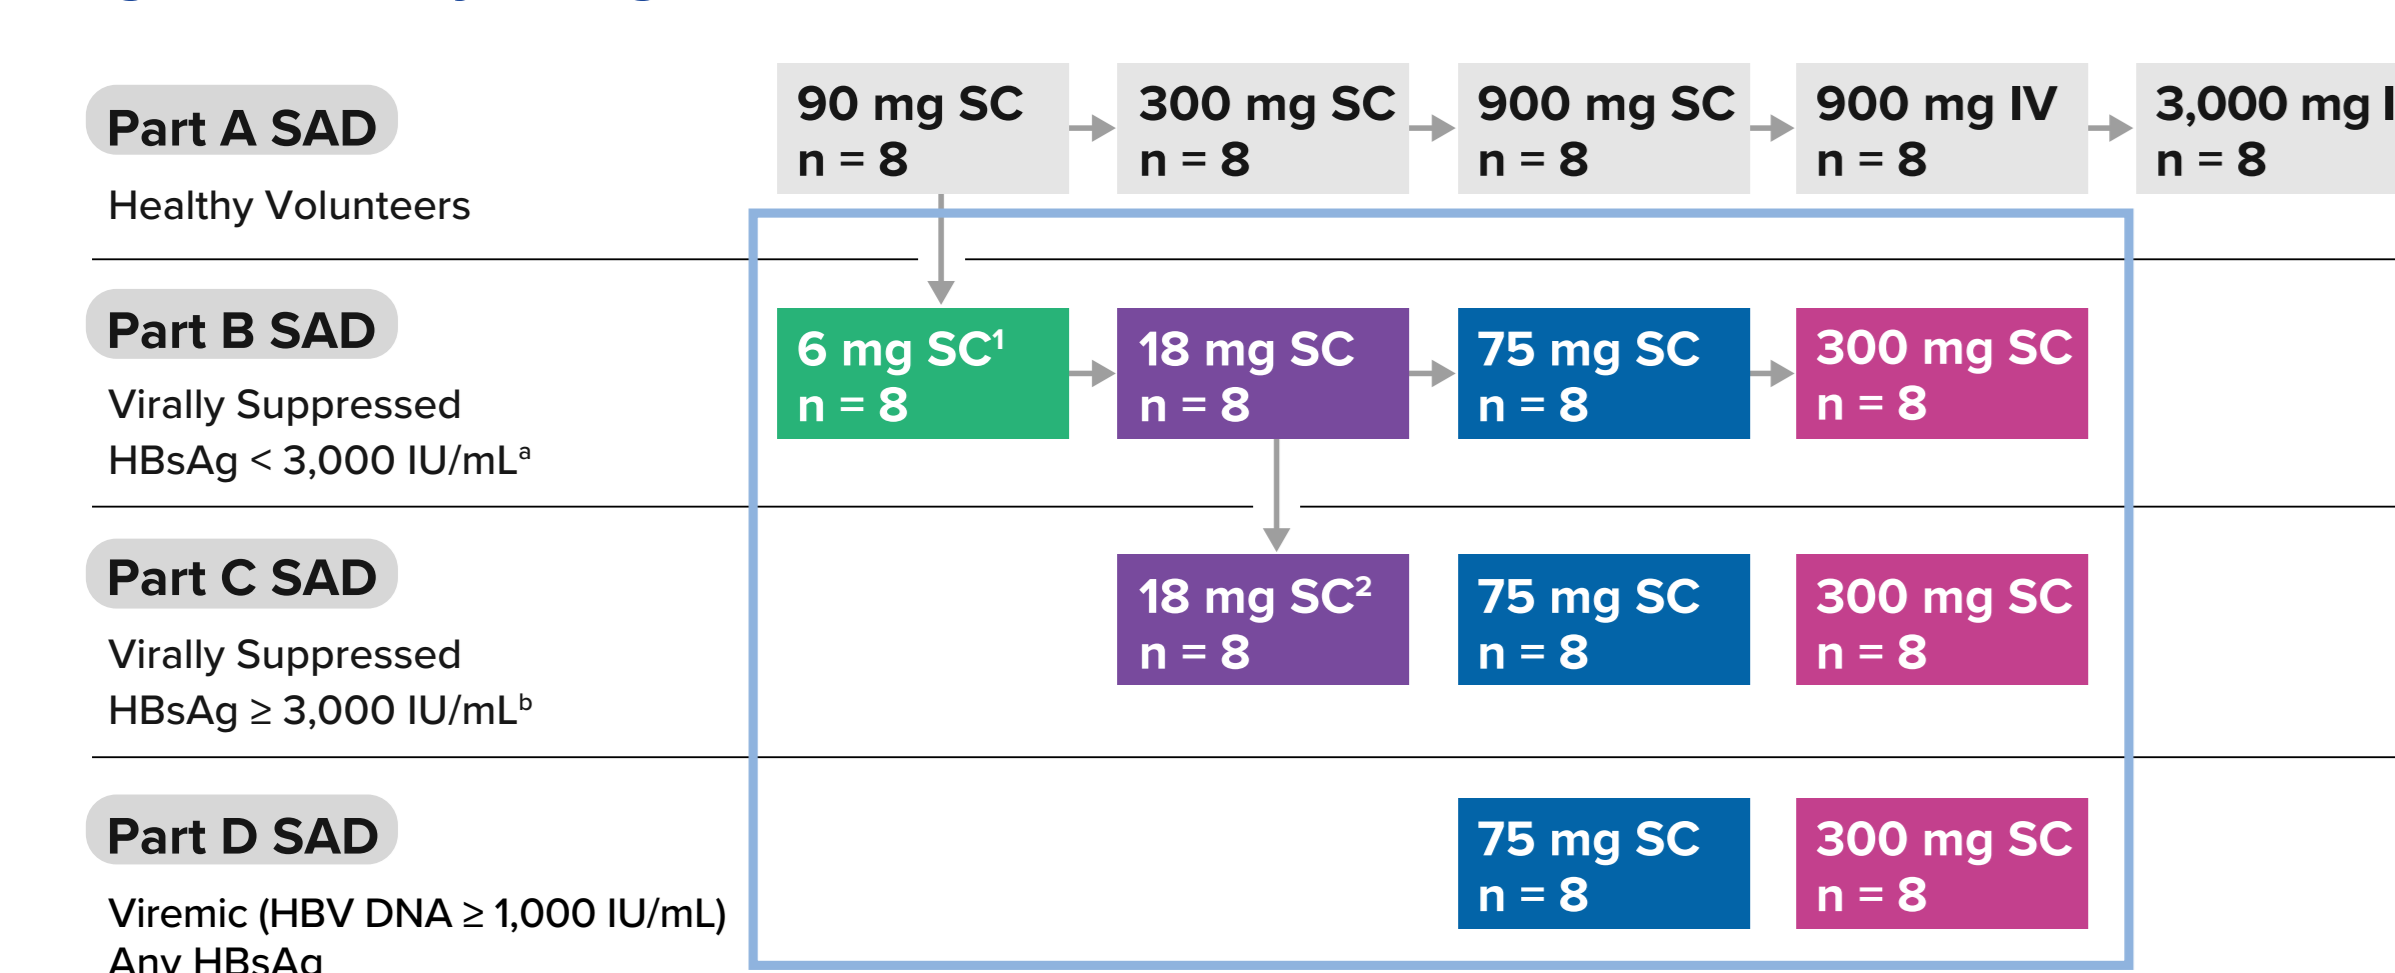 Part A SAD
Healthy Volunteers
90 mg SC
n = 8
300 mg SC
n = 8
900 mg SC
n = 8
900 mg IV
n = 8
3,000 mg
n = 8
Part B SAD
Virally Suppressed
HBsAg < 3,000 IU/mLᵃ
6 mg SC¹
n = 8
18 mg SC
n = 8
75 mg SC
n = 8
300 mg SC
n = 8
Part C SAD
Virally Suppressed
HBsAg ≥ 3,000 IU/mLᵇ
18 mg SC²
n = 8
75 mg SC
n = 8
300 mg SC
n = 8
Part D SAD
Viremic (HBV DNA ≥ 1,000 IU/mL)
Any HBsAg
75 mg SC
n = 8
300 mg SC
n = 8